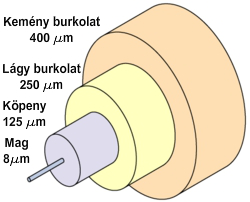 Kemény burkolat
400 μm
Lágy burkolat
250 μm
Köpeny
125 μm
Mag
8μm